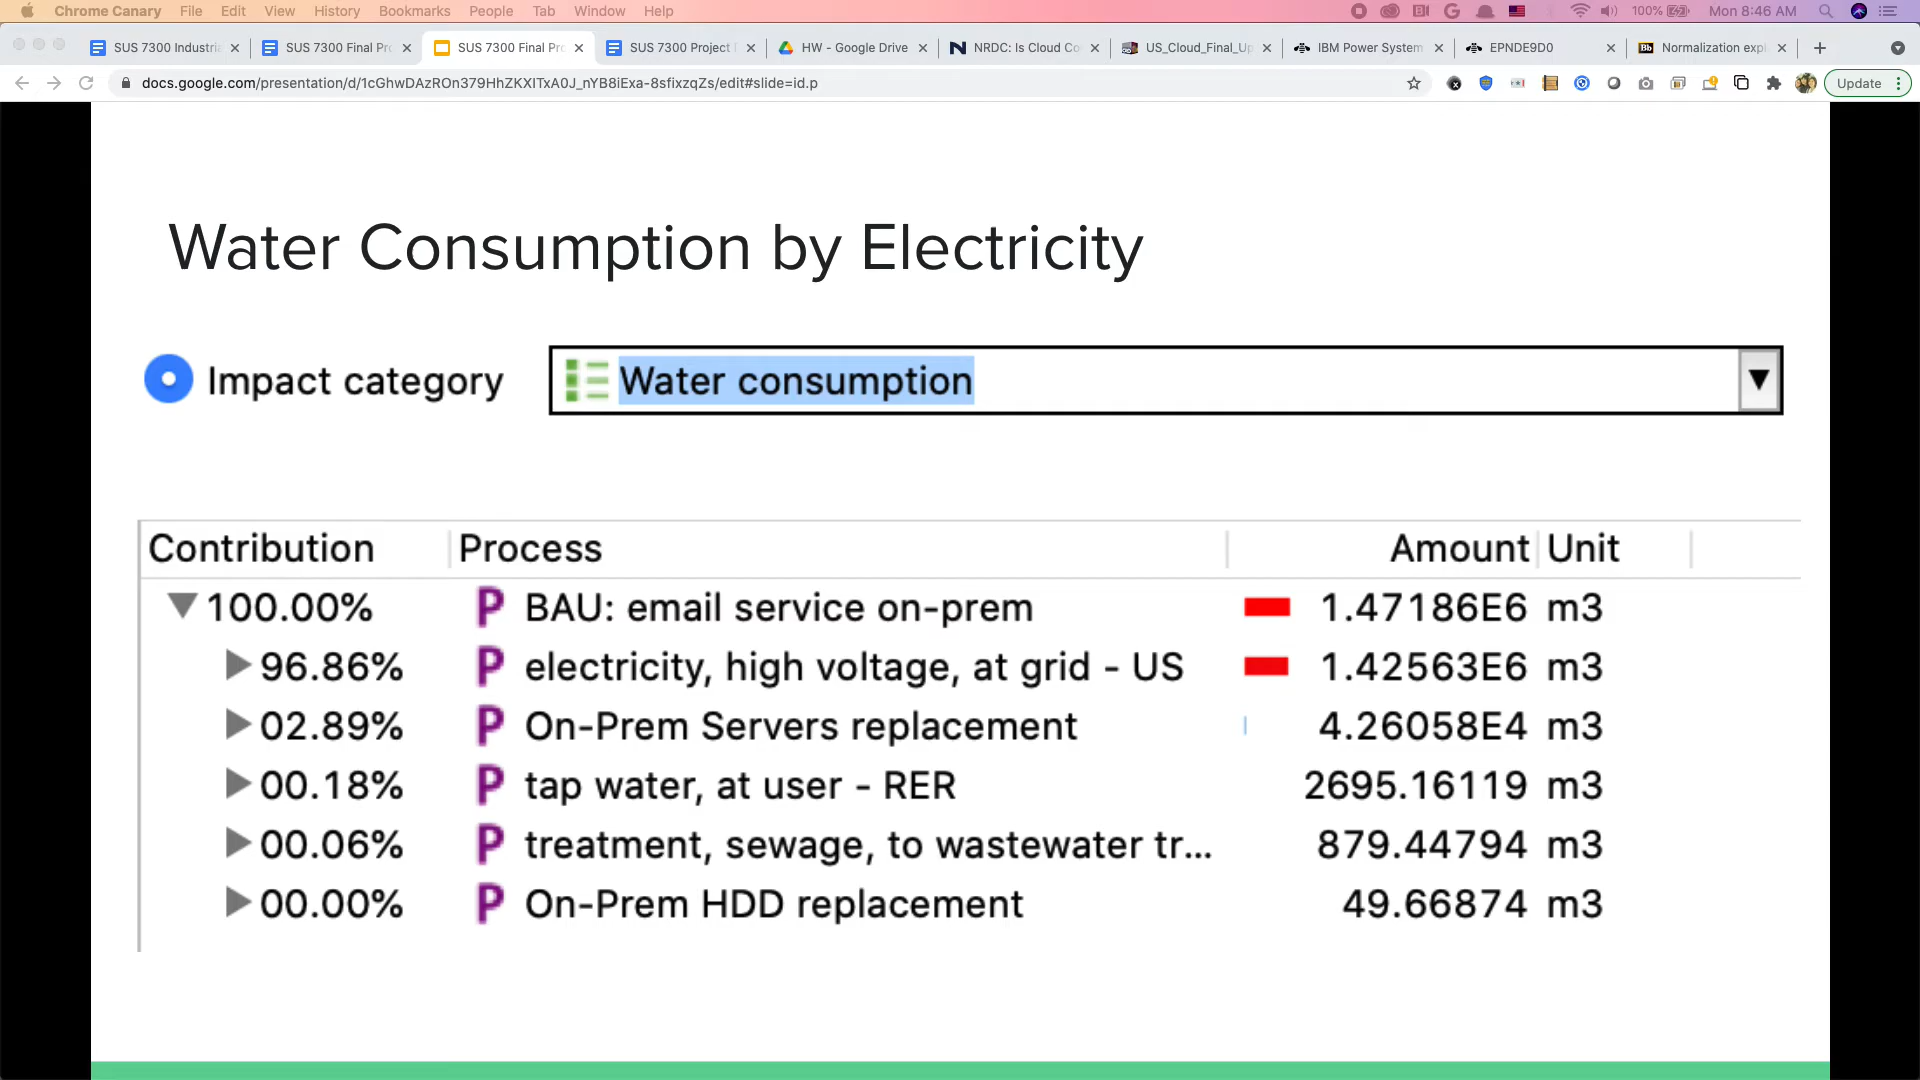 Chrome Canary File Edit View History Bookmarks People Tab Window Help 100% Mon 8:46 AM
SUS 7300 Industri SUS 7300 Final Pr SUS 7300 Final Pr SUS 7300 Project HW - Google Drive NRDC: Is Cloud Co US_Cloud_Final_Up IBM Power System EPNDE9D0 Bb Normalization expl
docs.google.com/presentation/d/1cGhwDAzROn379HhZKXITxA0J_nYB8iExa-8sfixzqZs/edit#slide=id.p Update
Water Consumption by Electricity
Impact category Water consumption
Contribution Process Amount Unit
100.00% P BAU: email service on-prem 1.47186E6 m3
96.86% P electricity, high voltage, at grid - US 1.42563E6 m3
02.89% P On-Prem Servers replacement 4.26058E4 m3
00.18% P tap water, at user - RER 2695.16119 m3
00.06% P treatment, sewage, to wastewater tr... 879.44794 m3
00.00% P On-Prem HDD replacement 49.66874 m3